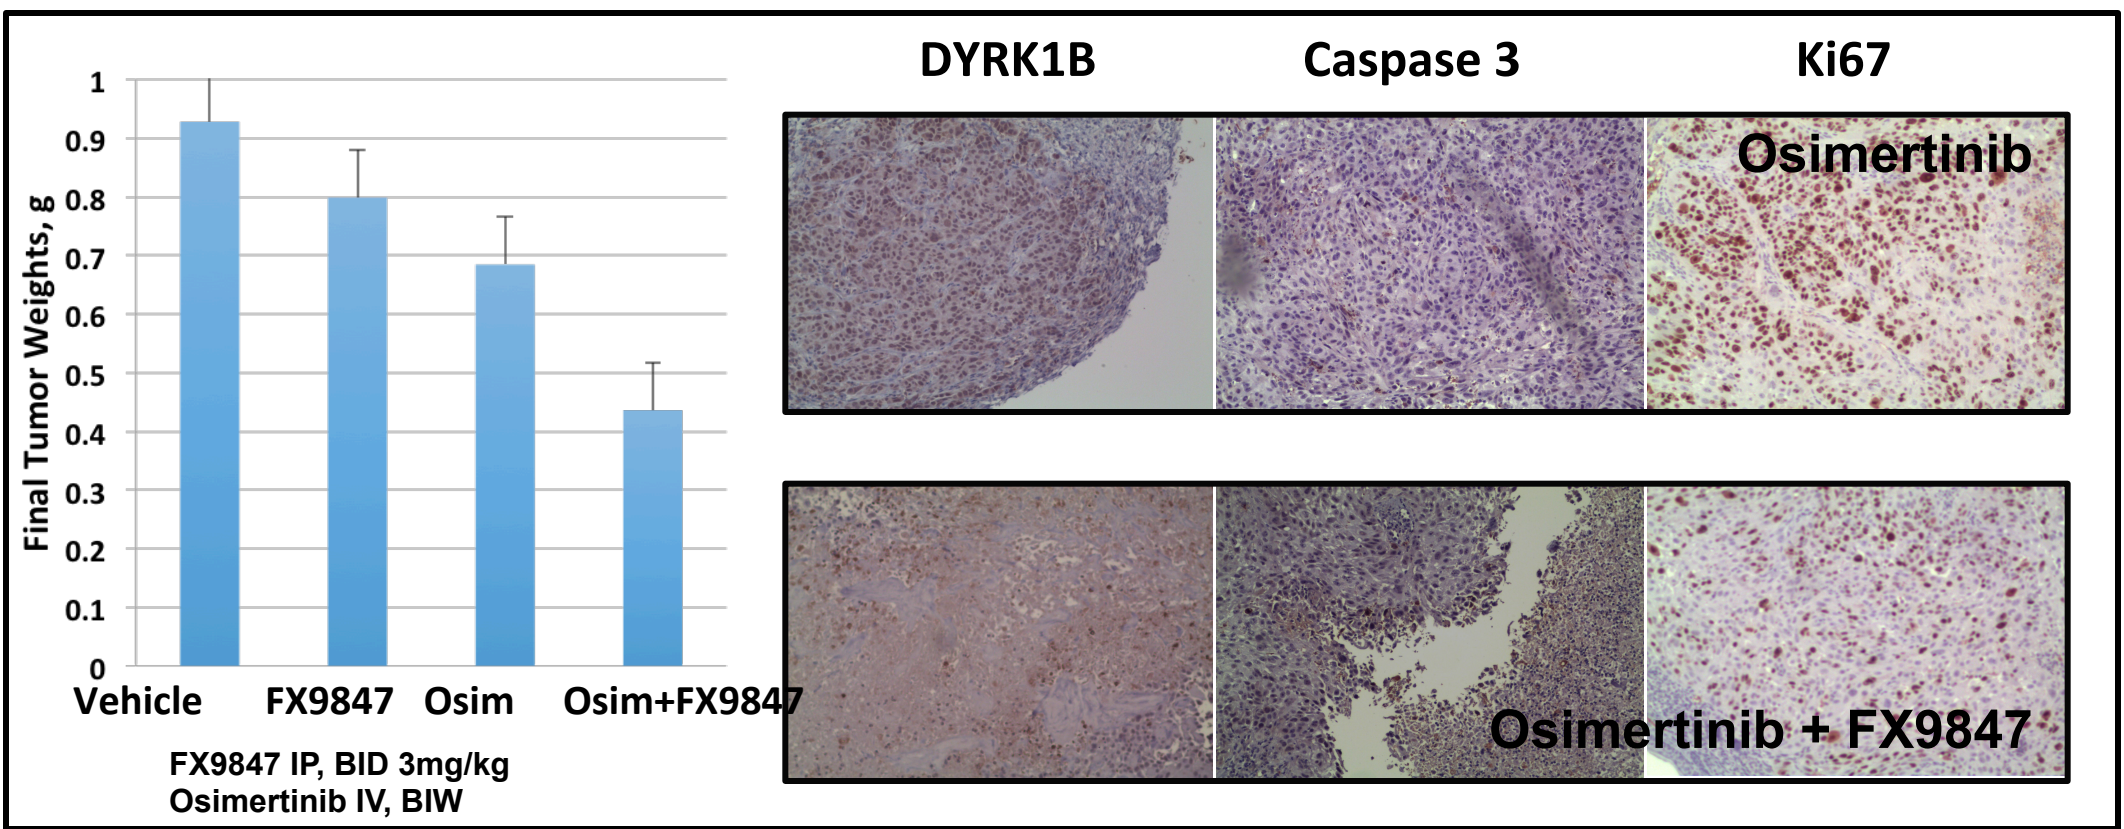 Final Tumor Weights, g
1
0.9
0.8
0.7
0.6
0.5
0.4
0.3
0.2
0.1
0
Vehicle FX9847 Osim Osim+FX9847
FX9847 IP, BID 3mg/kg
Osimertinib IV, BIW
DYRK1B Caspase 3 Ki67
Osimertinib
Osimertinib + FX9847